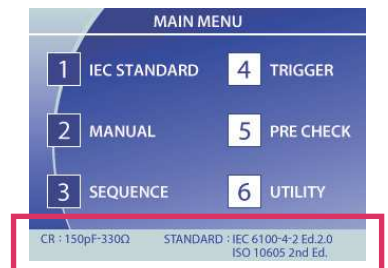 MAIN MENU
1 IEC STANDARD
4 TRIGGER
2 MANUAL
5 PRE CHECK
3 SEQUENCE
6 UTILITY
CR : 150pF-330Ω STANDARD : IEC 6100-4-2 Ed.2.0
ISO 10605 2nd Ed.